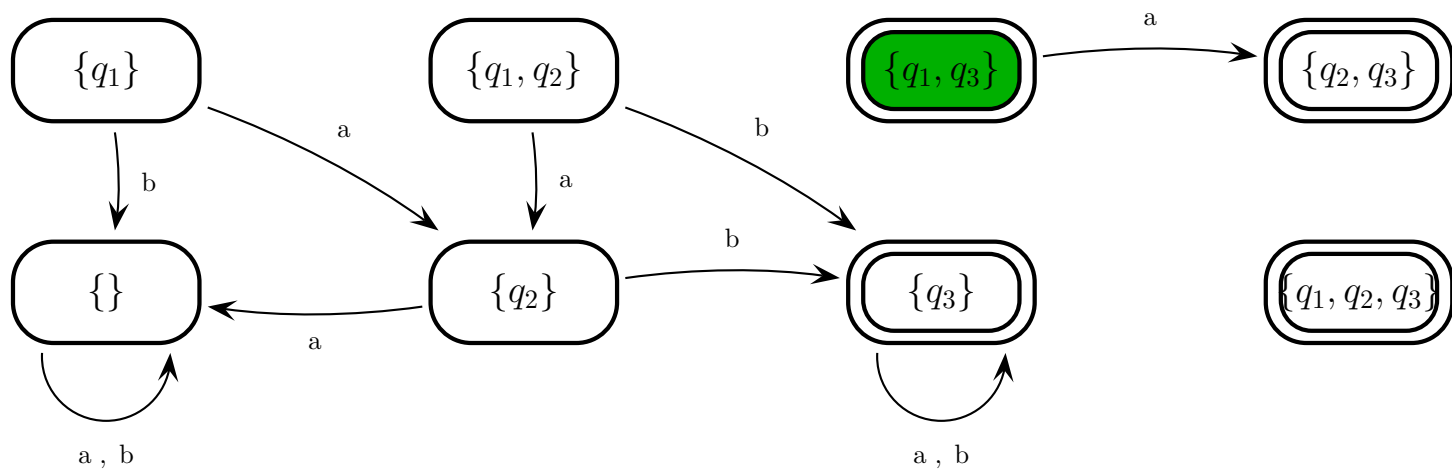 a
{q₁}
{q₁, q₂}
{q₁, q₃}
{q₂, q₃}
a
b
b
a
b
{}
{q₂}
{q₃}
{q₁, q₂, q₃}
a
a , b
a , b